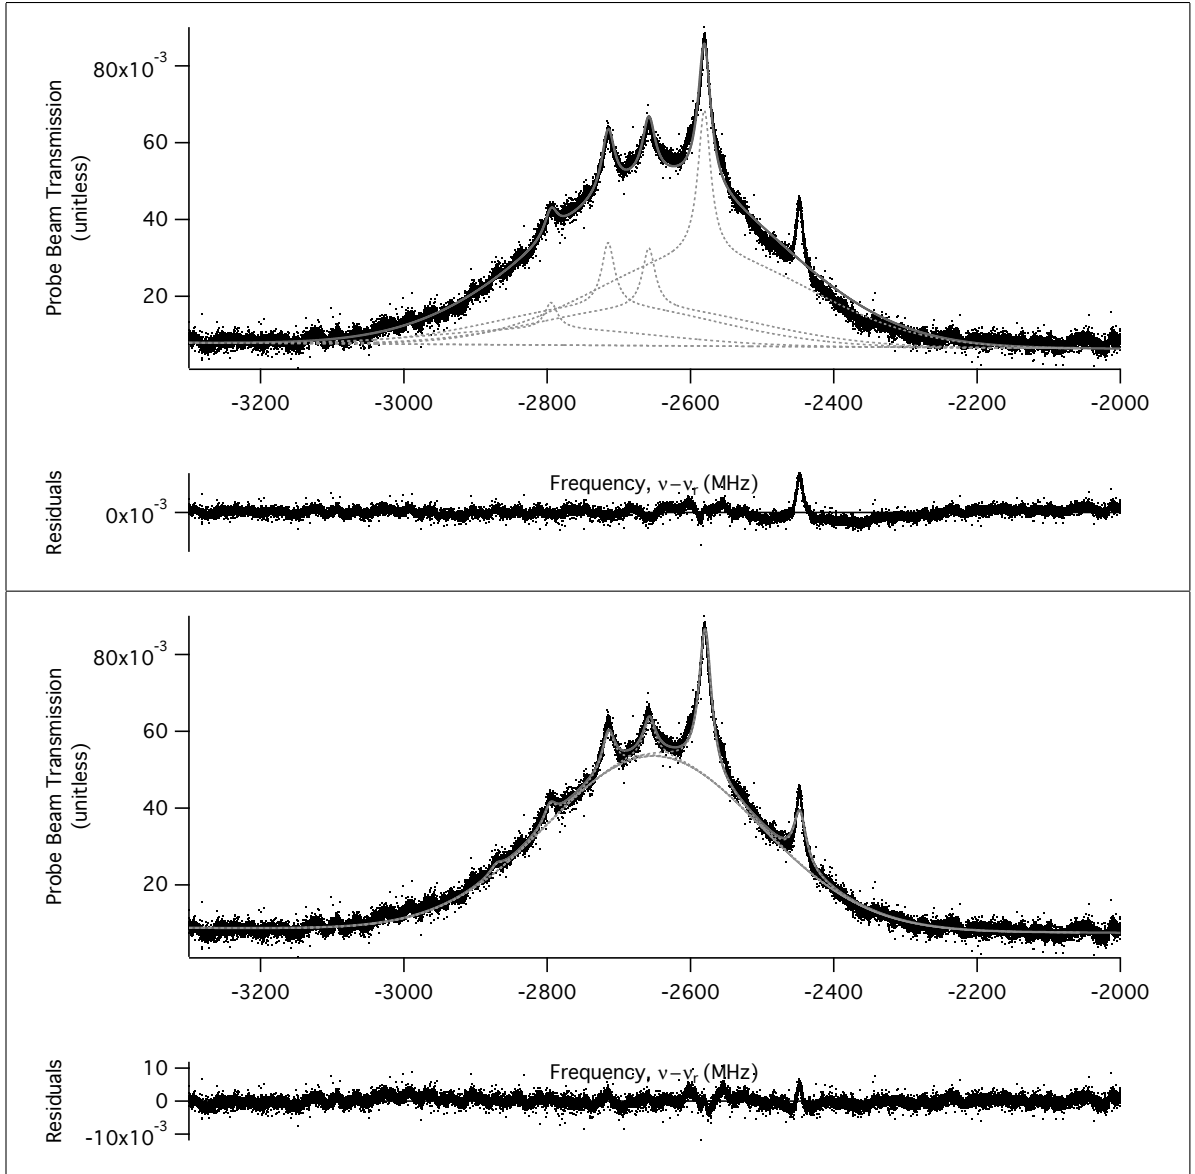 80x10-3
60
40
20
Probe Beam Transmission
(unitless)
-3200 -3000 -2800 -2600 -2400 -2200 -2000
Frequency, ν−νr (MHz)
0x10-3
Residuals
80x10-3
60
40
20
Probe Beam Transmission
(unitless)
-3200 -3000 -2800 -2600 -2400 -2200 -2000
Frequency, ν−νr (MHz)
10
0
-10x10-3
Residuals